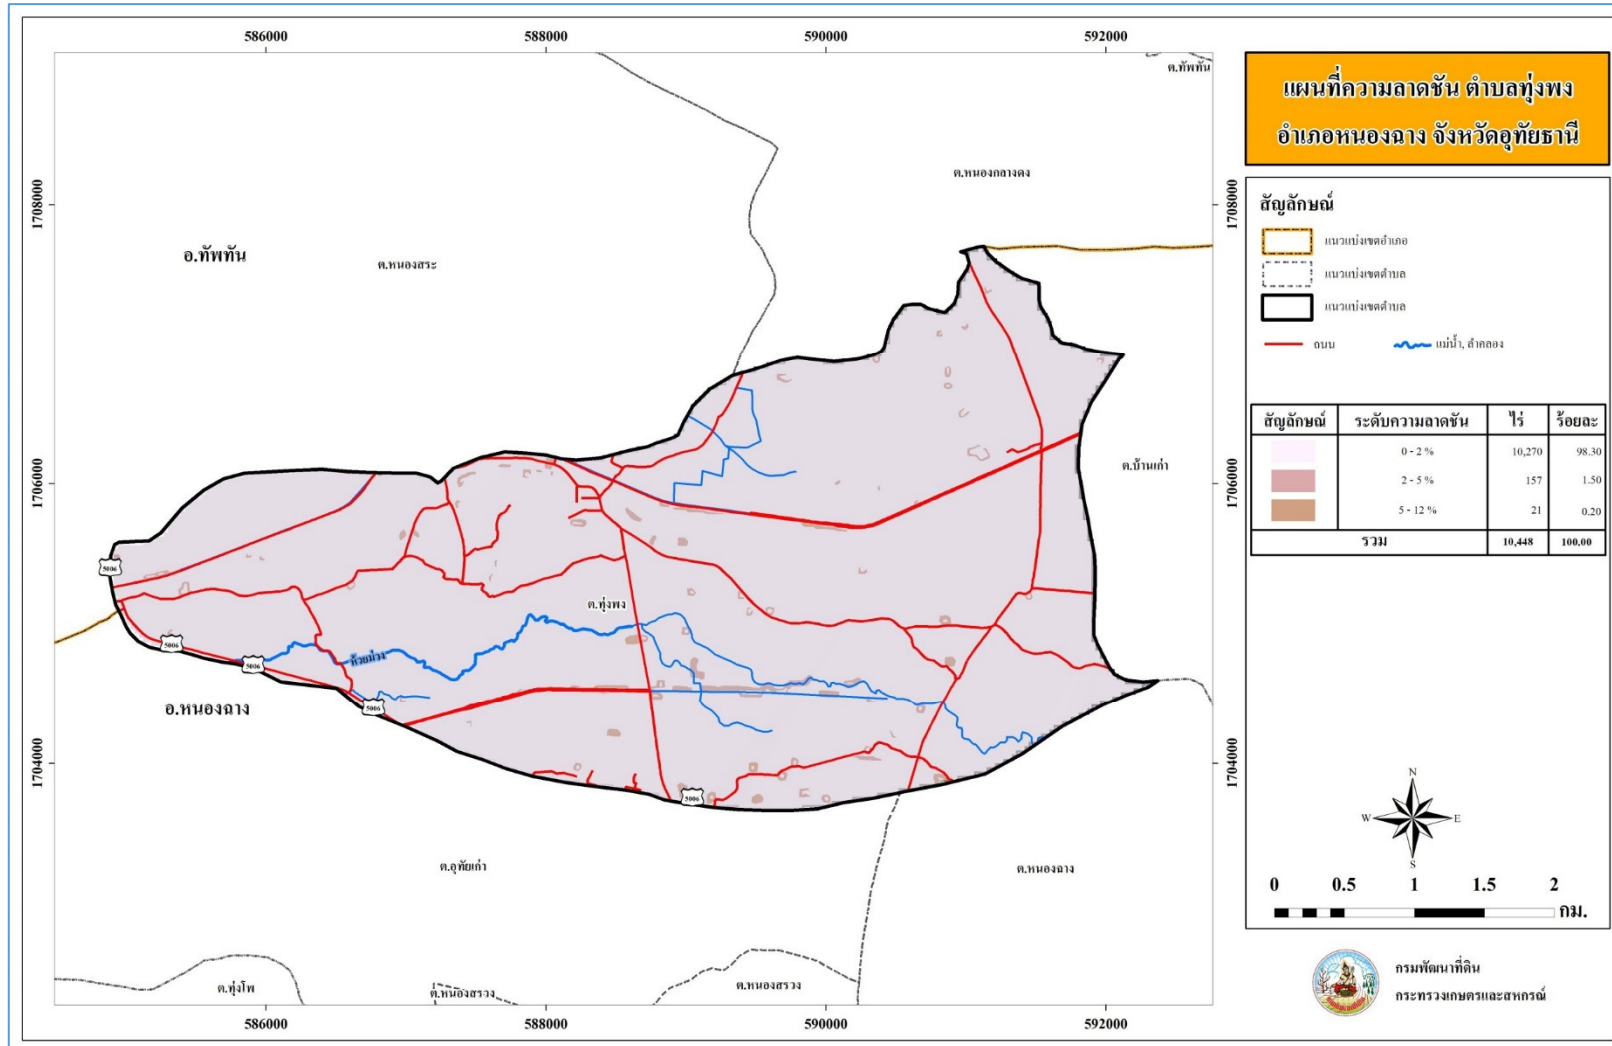 586000
588000
590000
592000
ต.ทัพทัน
แผนที่ความลาดชัน ตำบลทุ่งพง
อำเภอหนองฉาง จังหวัดอุทัยธานี
ต.หนองกลางดง
1708000
1708000
สัญลักษณ์
แนวแบ่งเขตอำเภอ
แนวแบ่งเขตตำบล
แนวแบ่งเขตตำบล
ถนน
แม่น้ำ, ลำคลอง
อ.ทัพทัน
ต.หนองสระ
สัญลักษณ์ ระดับความลาดชัน ไร่ ร้อยละ
0 - 2 % 10,270 98.30
2 - 5 % 157 1.50
5 - 12 % 21 0.20
รวม 10,448 100.00
1706000
1706000
ต.บ้านเก่า
5006
ต.ทุ่งพง
5006
5006
ห้วยม่วง
5006
อ.หนองฉาง
1704000
1704000
5006
N
W
E
S
ต.อุทัยเก่า
ต.หนองฉาง
0 0.5 1 1.5 2
กม.
ต.ทุ่งโพ
ต.หนองสรวง
ต.หนองสรวง
กรมพัฒนาที่ดิน
กระทรวงเกษตรและสหกรณ์
586000
588000
590000
592000